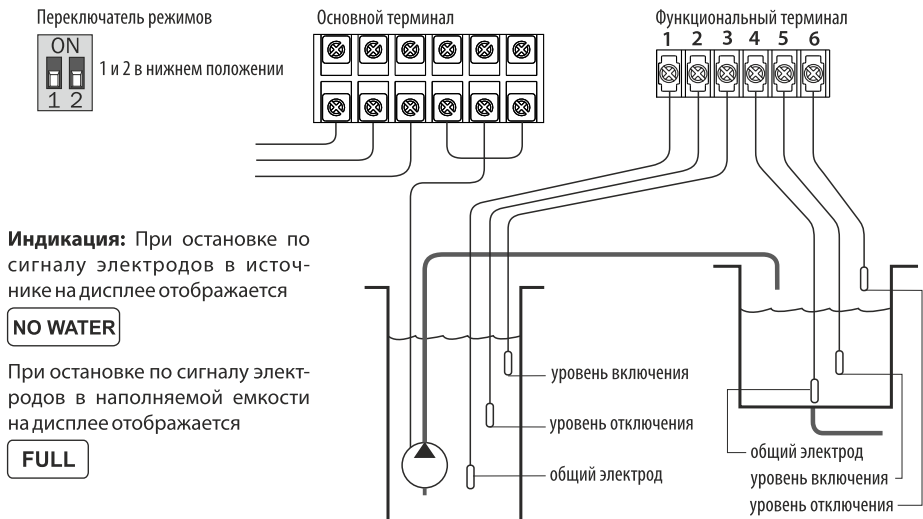 Переключатель режимов
ON
1 2
1 и 2 в нижнем положении
Основной терминал
Функциональный терминал
1 2 3 4 5 6
Индикация: При остановке по
сигналу электродов в источ-
нике на дисплее отображается
NO WATER
При остановке по сигналу элект-
родов в наполняемой емкости
на дисплее отображается
FULL
уровень включения
уровень отключения
общий электрод
общий электрод
уровень включения
уровень отключения